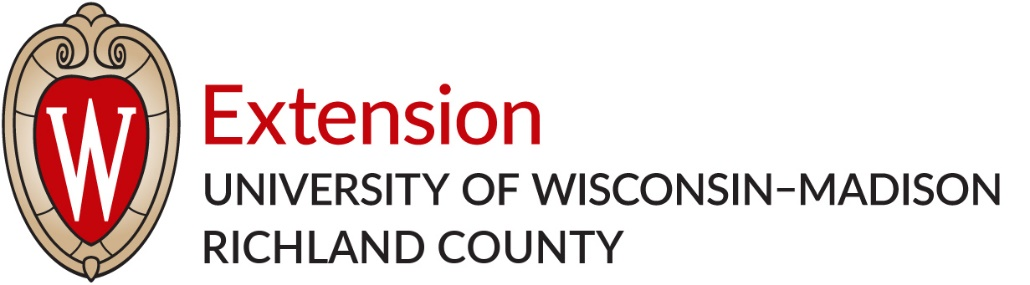 W
Extension
UNIVERSITY OF WISCONSIN–MADISON
RICHLAND COUNTY